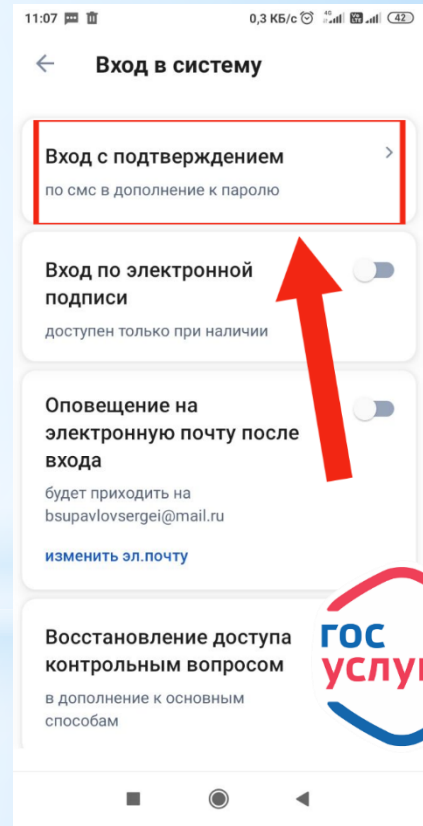 11:07 0,3 КБ/с 4G 42
Вход в систему
Вход с подтверждением
по смс в дополнение к паролю
Вход по электронной
подписи
доступен только при наличии
Оповещение на
электронную почту после
входа
будет приходить на
bsupavlovsergei@mail.ru
изменить эл.почту
Восстановление доступа
контрольным вопросом
в дополнение к основным
способам
гос
услуг